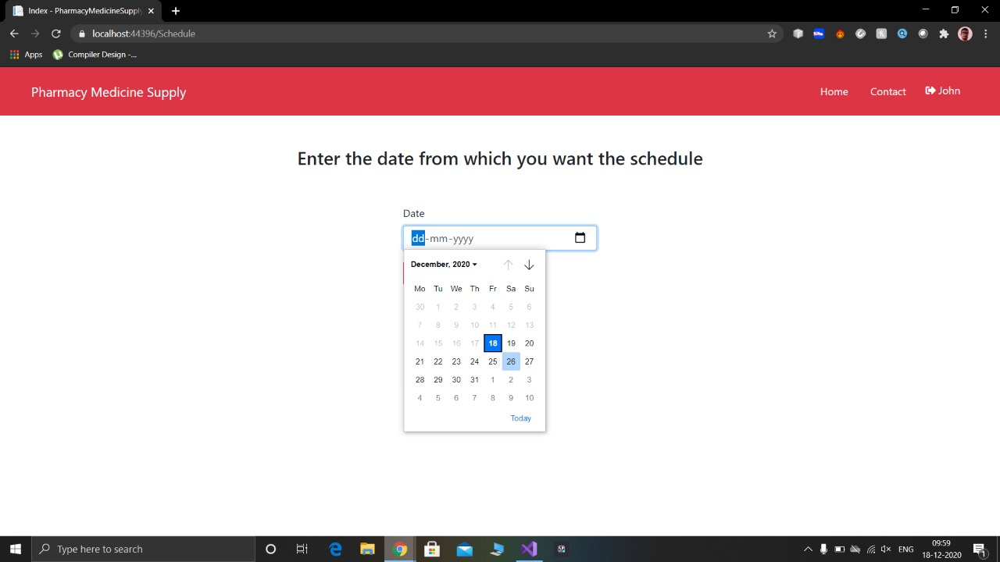 Index - PharmacyMedicineSupply
localhost:44396/Schedule
Apps Compiler Design -...
Pharmacy Medicine Supply Home Contact John
Enter the date from which you want the schedule
Date
dd-mm-yyyy
December, 2020
Mo Tu We Th Fr Sa Su
30 1 2 3 4 5 6
7 8 9 10 11 12 13
14 15 16 17 18 19 20
21 22 23 24 25 26 27
28 29 30 31 1 2 3
4 5 6 7 8 9 10
Today
Type here to search ENG 09:59
18-12-2020
1